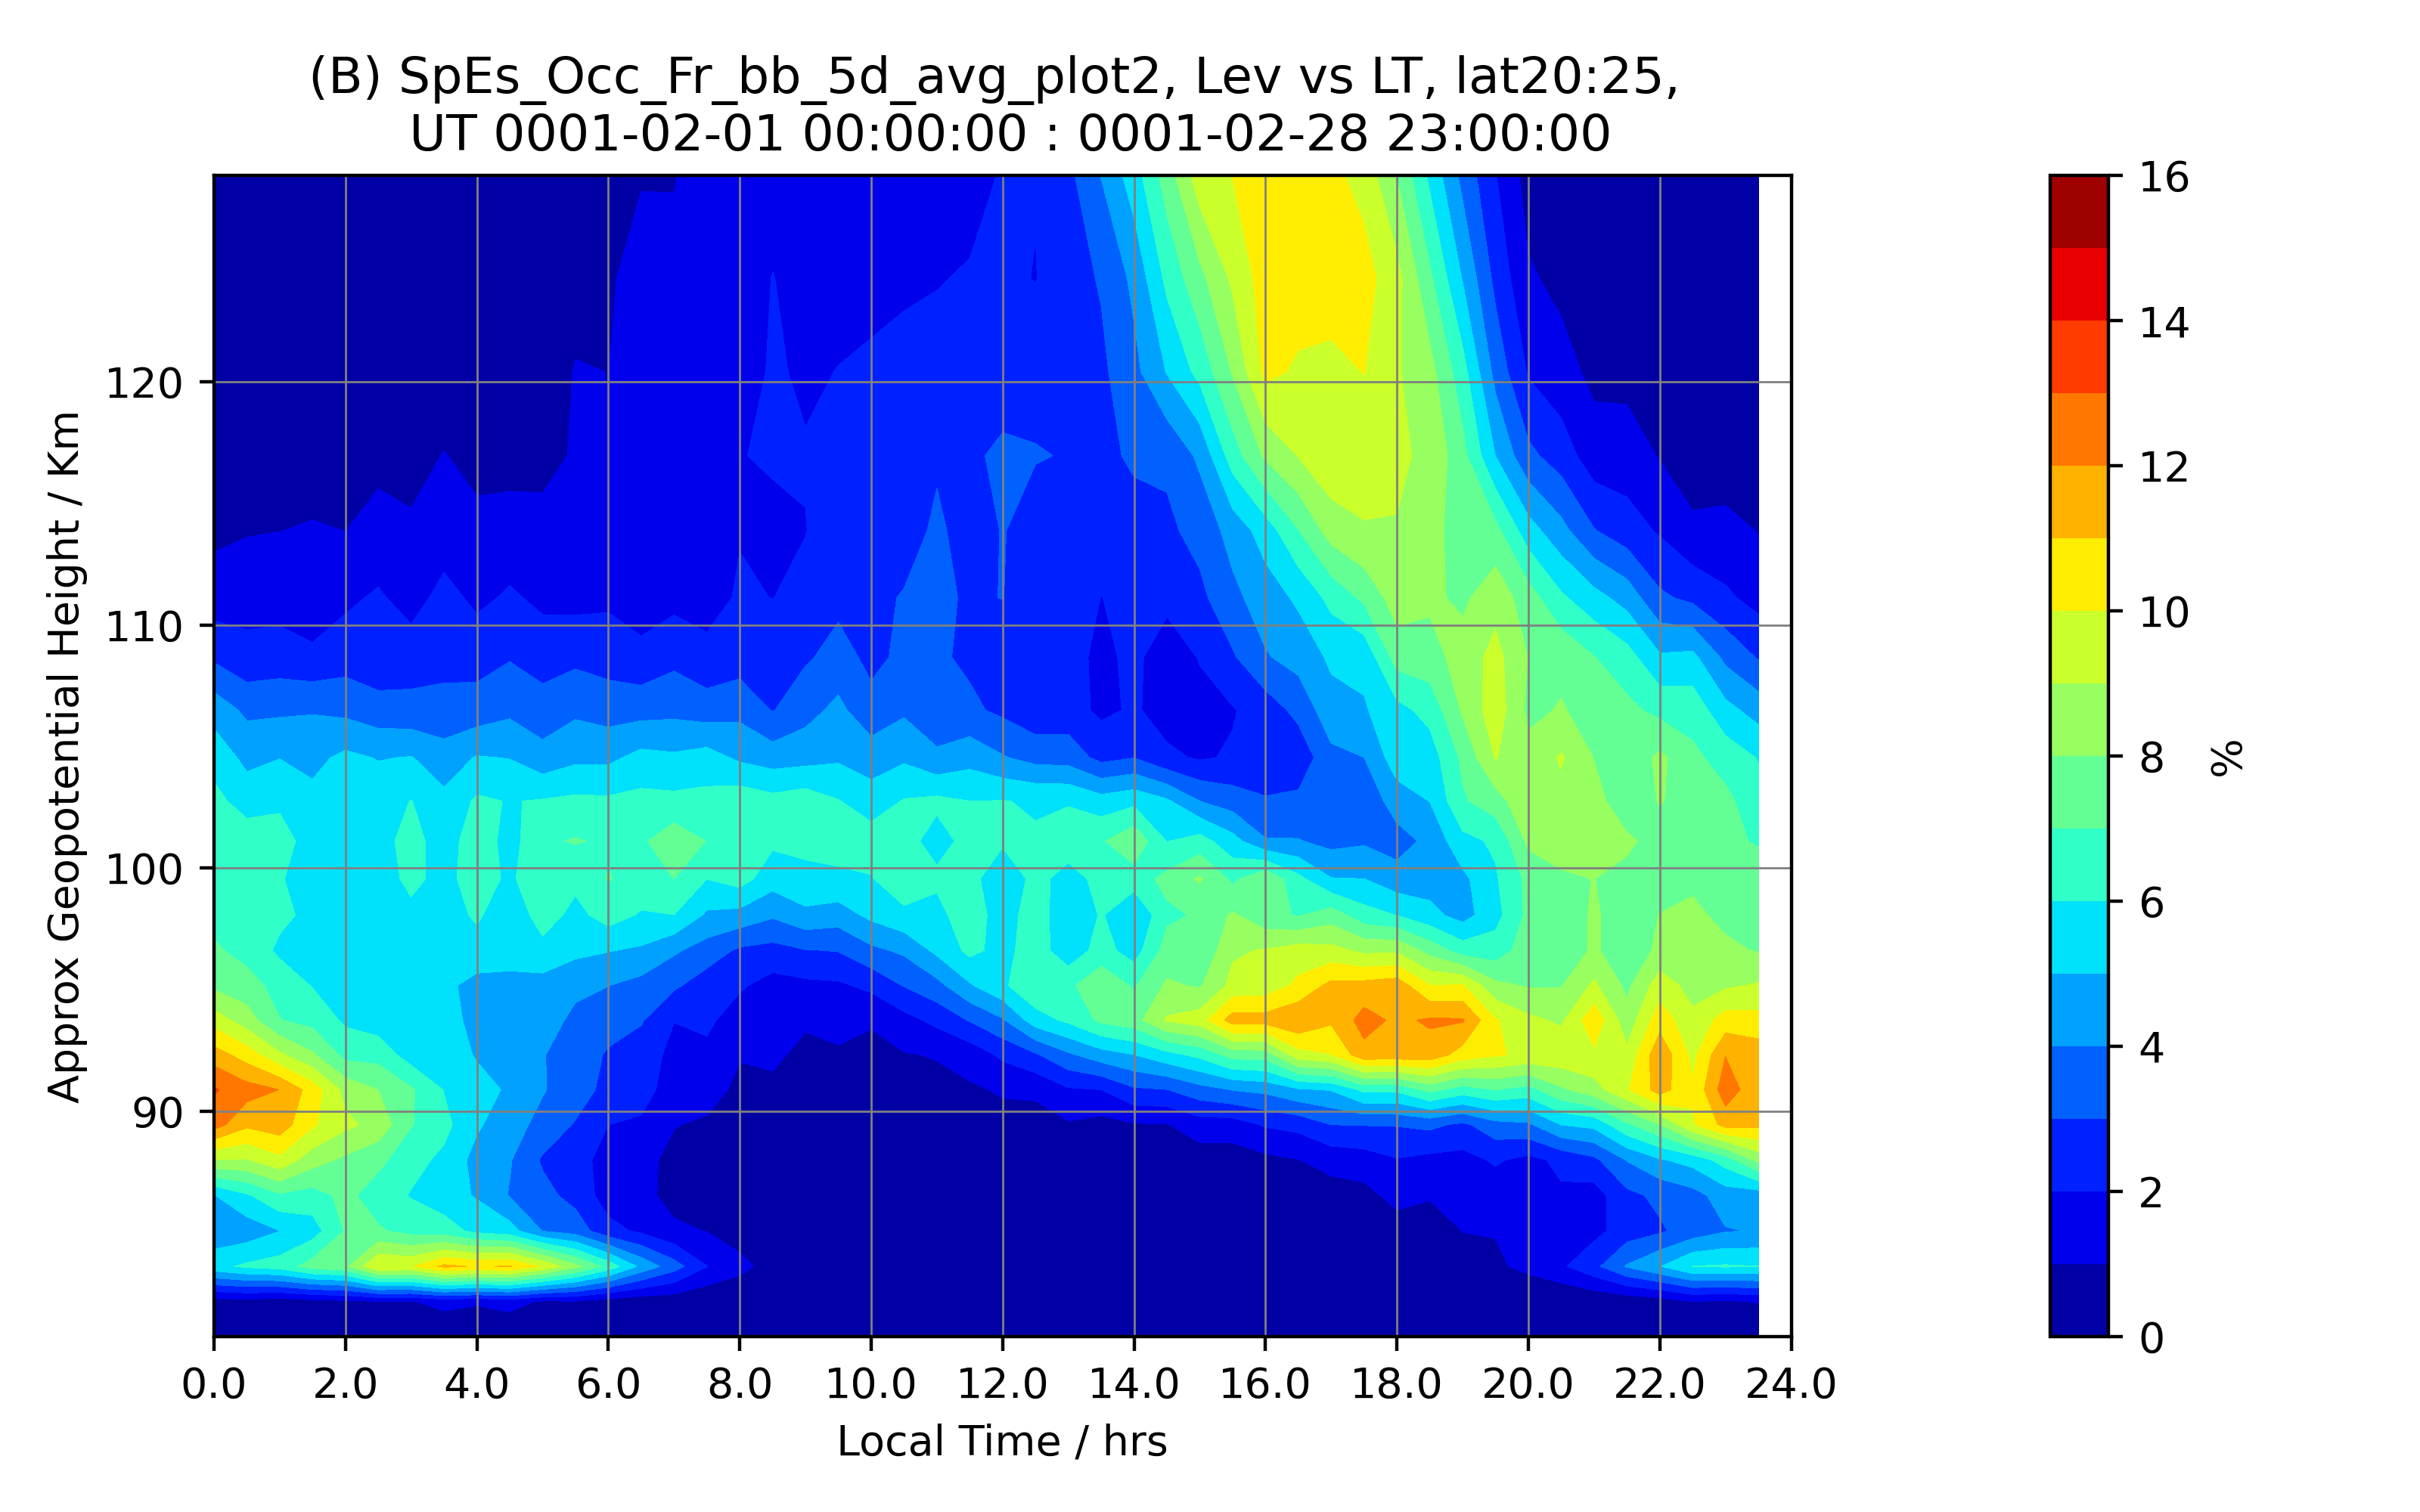 (B) SpEs_Occ_Fr_bb_5d_avg_plot2, Lev vs LT, lat20:25,
UT 0001-02-01 00:00:00 : 0001-02-28 23:00:00
Approx Geopotential Height / Km
120
110
100
90
0.0 2.0 4.0 6.0 8.0 10.0 12.0 14.0 16.0 18.0 20.0 22.0 24.0
Local Time / hrs
16
14
12
10
8
6
4
2
0
%